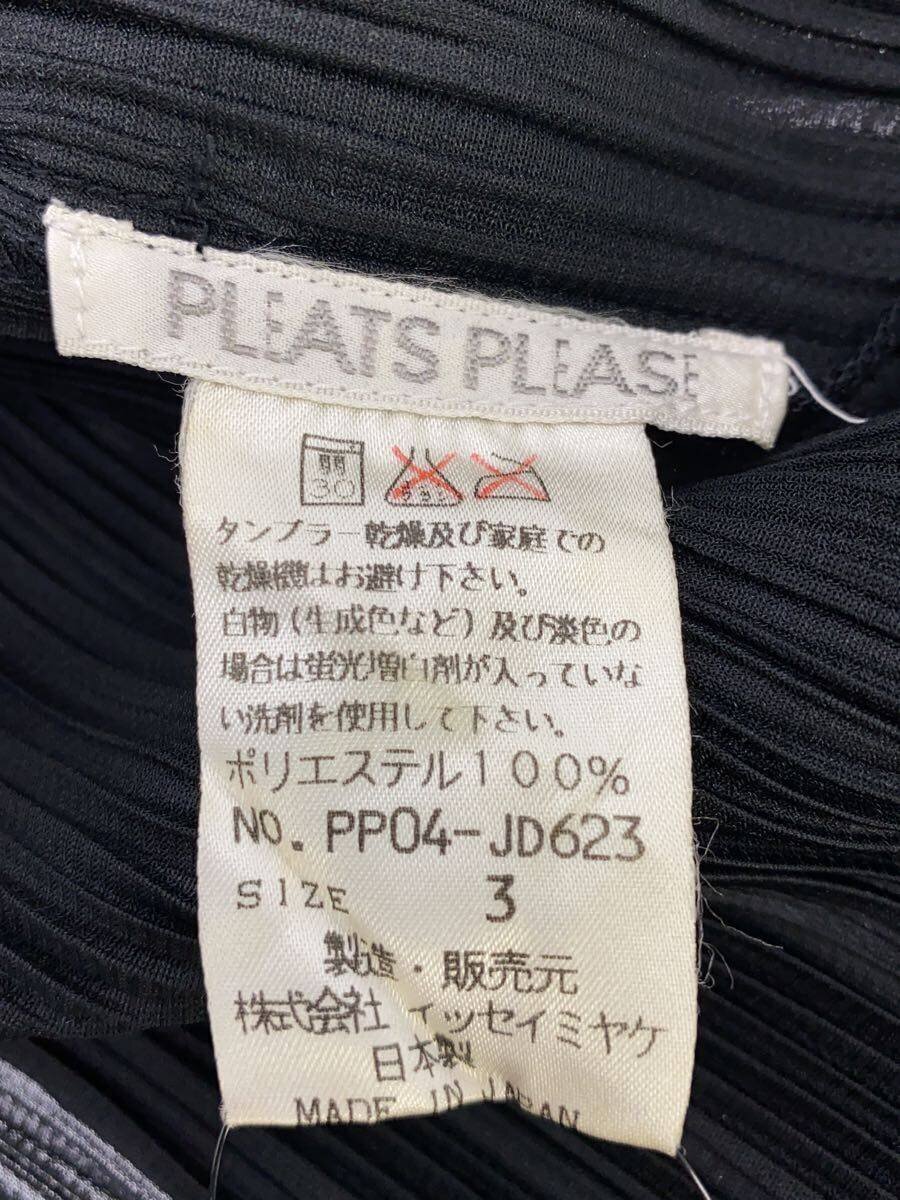 PLEATS PLEASE
30
タンブラー乾燥及び家庭での
乾燥機はお避け下さい。
白物(生成色など)及び淡色の
場合は蛍光増白剤が入っていな
い洗剤を使用して下さい。
ポリエステル100%
NO. PP04-JD623
SIZE 3
製造・販売元
株式会社 イッセイミヤケ
日本製
MADE IN JAPAN